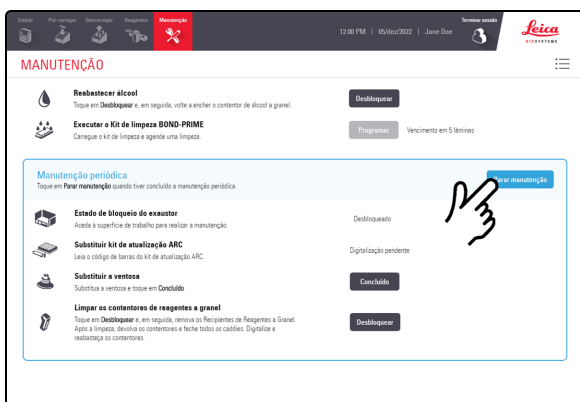 Estado Pré-carregar Descarregar Reagentes Manutenção
12:00 PM | 05/dez/2022 | Jane Doe
Terminar sessão
Leica
BIOSYSTEMS
MANUTENÇÃO
Reabastecer álcool
Toque em Desbloquear e, em seguida, volte a encher o contentor de álcool a granel.
Desbloquear
Executar o Kit de limpeza BOND-PRIME
Carregue o kit de limpeza e agende uma limpeza.
Programar
Vencimento em 5 lâminas
Manutenção periódica
Toque em Parar manutenção quando tiver concluído a manutenção periódica.
Parar manutenção
Estado de bloqueio do exaustor
Aceda à superfície de trabalho para realizar a manutenção.
Desbloqueado
Substituir kit de atualização ARC
Leia o código de barras do kit de atualização ARC.
Digitalização pendente
Substituir a ventosa
Substitua a ventosa e toque em Concluído
Concluído
Limpar os contentores de reagentes a granel
Toque em Desbloquear e, em seguida, remova os Recipientes de Reagentes a Granel.
Após a limpeza, devolva os contentores e feche todos os caddies. Digitalize e
reabasteça os contentores.
Desbloquear